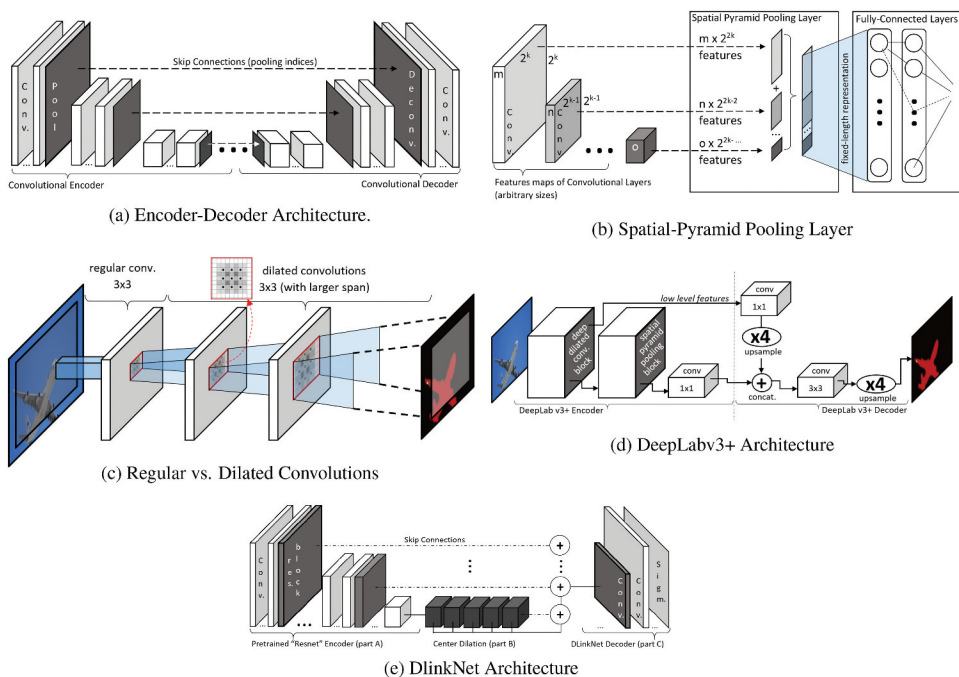 Skip Connections (pooling indices)
Conv.
Pool
Deconv.
Conv.
...
Convolutional Encoder
Convolutional Decoder
(a) Encoder-Decoder Architecture.
Spatial Pyramid Pooling Layer
Fully-Connected Layers
m
2^k
2^k
Conv.
m x 2^2k
features
n
2^k-1
2^k-1
Conv.
n x 2^2k-2
features
o
o x 2^2k-...
features
+
...
fixed-length representation
Features maps of Convolutional Layers
(arbitrary sizes)
(b) Spatial-Pyramid Pooling Layer
regular conv.
3x3
dilated convolutions
3x3 (with larger span)
(c) Regular vs. Dilated Convolutions
low level features
conv
1x1
x4
upsample
deep
dilated
conv.
block
spatial
pyramid
pooling
block
conv
1x1
+
concat.
conv
3x3
x4
upsample
DeepLab v3+ Encoder
DeepLab v3+ Decoder
(d) DeepLabv3+ Architecture
Skip Connections
Conv.
res.
block
...
+
+
+
Conv.
Conv.
Sigm.
Pretrained "Resnet" Encoder (part A)
Center Dilation (part B)
DLinkNet Decoder (part C)
(e) DlinkNet Architecture